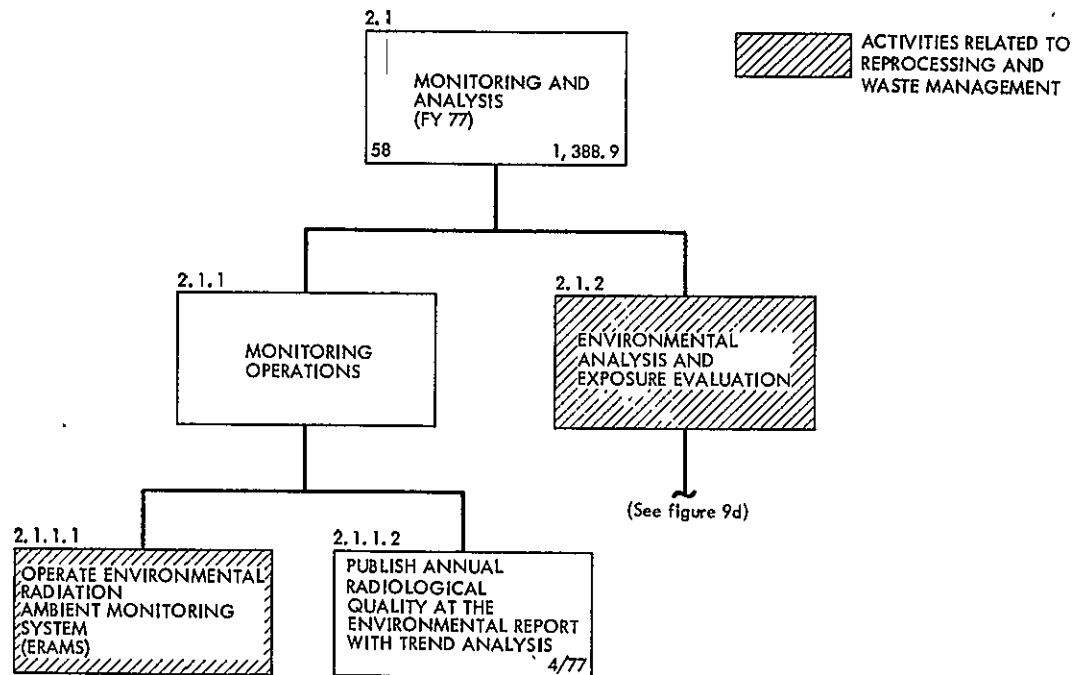 2.1
MONITORING AND
ANALYSIS
(FY 77)
58 1,388.9
ACTIVITIES RELATED TO
REPROCESSING AND
WASTE MANAGEMENT
2.1.1
MONITORING
OPERATIONS
2.1.2
ENVIRONMENTAL
ANALYSIS AND
EXPOSURE EVALUATION
(See figure 9d)
2.1.1.1
OPERATE ENVIRONMENTAL
RADIATION
AMBIENT MONITORING
SYSTEM
(ERAMS)
2.1.1.2
PUBLISH ANNUAL
RADIOLOGICAL
QUALITY AT THE
ENVIRONMENTAL REPORT
WITH TREND ANALYSIS
4/77